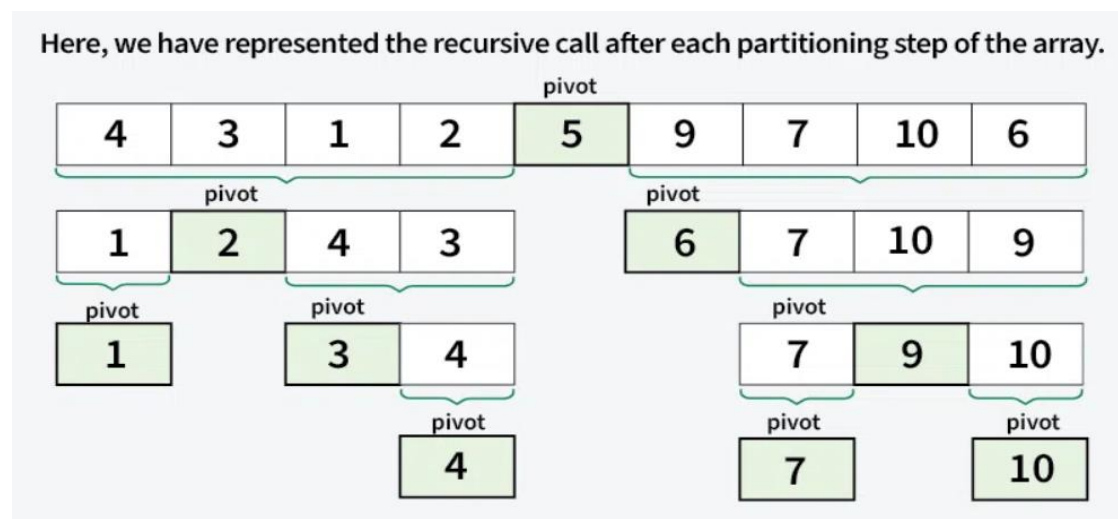 Here, we have represented the recursive call after each partitioning step of the array.
pivot
4 3 1 2 5 9 7 10 6
pivot pivot
1 2 4 3 6 7 10 9
pivot pivot pivot
1 3 4 7 9 10
pivot pivot pivot
4 7 10